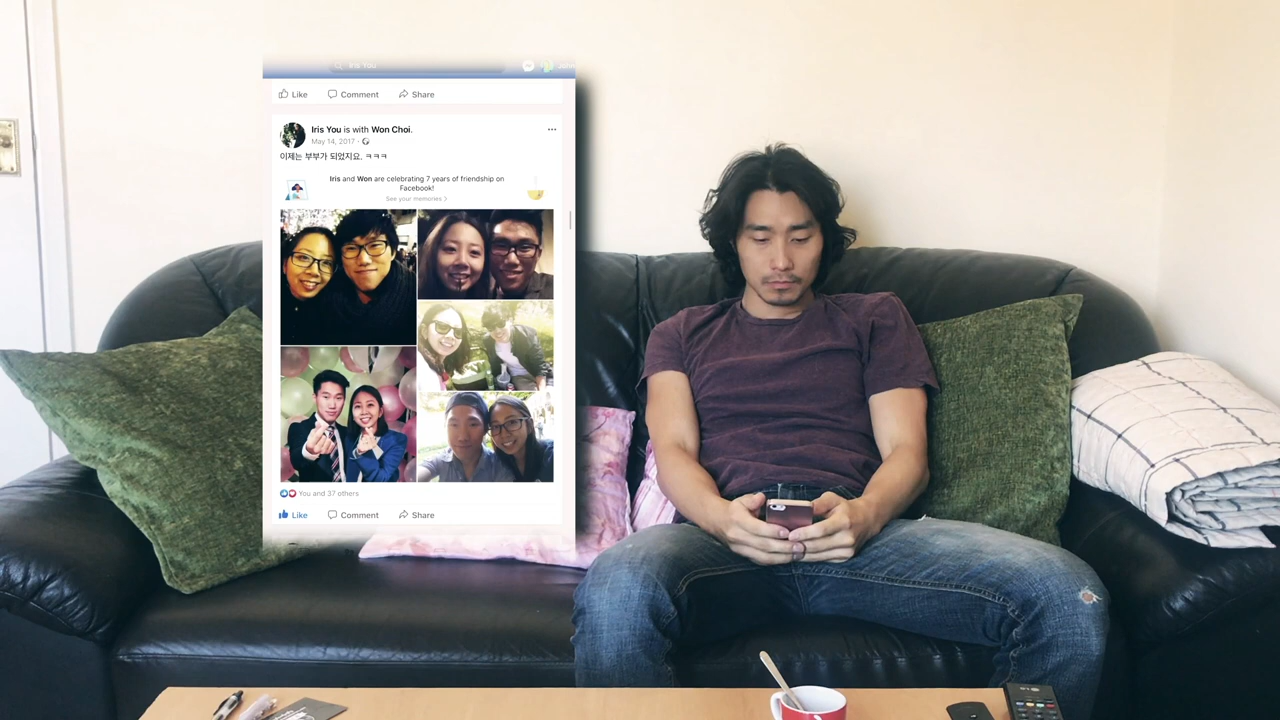 Iris You
Like Comment Share
Iris You is with Won Choi.
May 14, 2017
이제는 부부가 되었지요. ㅋㅋㅋ
Iris and Won are celebrating 7 years of friendship on
Facebook!
See your memories
You and 37 others
Like Comment Share